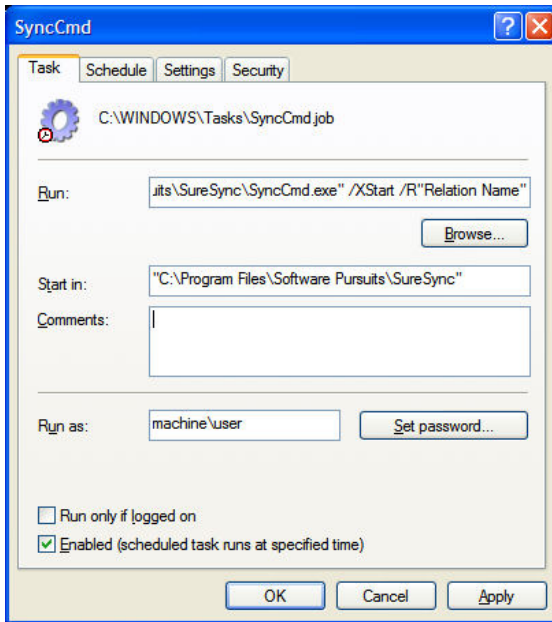 SyncCmd
Task Schedule Settings Security
C:\WINDOWS\Tasks\SyncCmd.job
Run: \SureSync\SyncCmd.exe" /XStart /R"Relation Name"
Browse...
Start in: "C:\Program Files\Software Pursuits\SureSync"
Comments:
Run as: machine\user Set password...
Run only if logged on
Enabled (scheduled task runs at specified time)
OK Cancel Apply